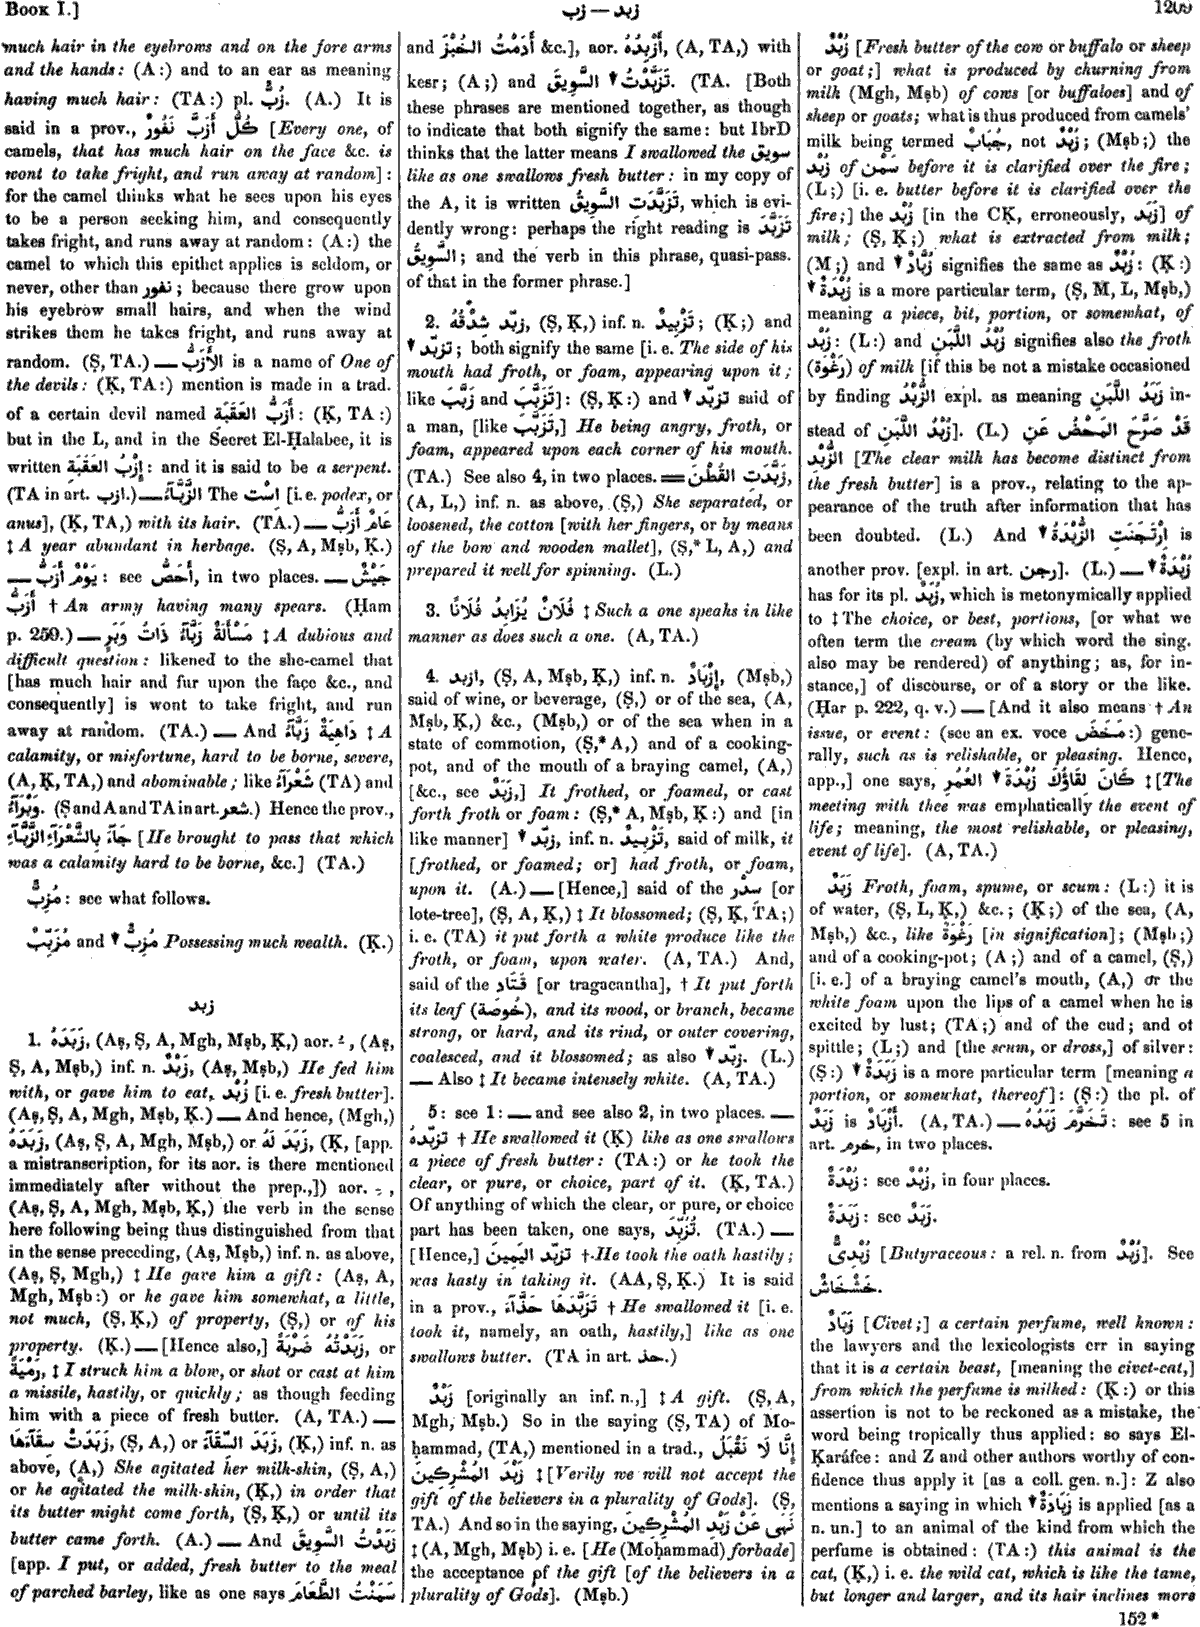 Book I.]
زب — زبد
much hair in the eyebrows and on the fore arms
and the hands: (A:) and to an ear as meaning
having much hair: (TA:) pl. زُبٌّ. (A.) It is
said in a prov., كُلُّ أَزَبَّ نَفُورٌ [Every one, of
camels, that has much hair on the face &c. is
wont to take fright, and run away at random]:
for the camel thinks what he sees upon his eyes
to be a person seeking him, and consequently
takes fright, and runs away at random: (A:) the
camel to which this epithet applies is seldom, or
never, other than نفور; because there grow upon
his eyebrow small hairs, and when the wind
strikes them he takes fright, and runs away at
random. (Ṣ, TA.) — الأَزَبُّ is a name of One of
the devils: (Ḳ, TA:) mention is made in a trad.
of a certain devil named أَزَبُّ العَقَبَةِ: (Ḳ, TA:)
but in the L, and in the Seeret El-Ḥalabee, it is
written إِزْبُ العَقَبَةِ: and it is said to be a serpent.
(TA in art. ازب.) — الزَّبَّآءُ The اِسْت [i.e. podex, or
anus], (Ḳ, TA,) with its hair. (TA.) — عَامٌ أَزَبُّ
‡ A year abundant in herbage. (Ṣ, A, Mṣb, Ḳ.)
— يَوْمٌ أَزَبُّ: see أَحَصُّ, in two places. — جَيْشٌ
أَزَبُّ † An army having many spears. (Ḥam
p. 259.) — مَسْأَلَةٌ زَبَّآءُ ذَاتُ وَبَرٍ ‡ A dubious and
difficult question: likened to the she-camel that
[has much hair and fur upon the face &c., and
consequently] is wont to take fright, and run
away at random. (TA.) — And دَاهِيَةٌ زَبَّآءُ ‡ A
calamity, or misfortune, hard to be borne, severe,
(A, Ḳ, TA,) and abominable; like شَعْرَآءُ (TA) and
وَبْرَآءُ. (S and A and TA in art. شعر.) Hence the prov.,
جَآءَ بِالشَّعْرَآءِ الزَّبَّآءِ [He brought to pass that which
was a calamity hard to be borne, &c.] (TA.)
مُزِبٌّ: see what follows.
مُزَبِّبٌ and ▼ مُزِبٌّ Possessing much wealth. (Ḳ.)
زبد
1. زَبَدَهُ, (Aṣ, Ṣ, A, Mgh, Mṣb, Ḳ,) aor. , (Aṣ,
Ṣ, A, Mṣb,) inf. n. زَبْدٌ, (Aṣ, Mṣb,) He fed him
with, or gave him to eat, زُبْد [i. e. fresh butter].
(Aṣ, Ṣ, A, Mgh, Mṣb, Ḳ.) — And hence, (Mgh,)
زَبَدَهُ, (Aṣ, Ṣ, A, Mgh, Mṣb,) or زَبَدَ لَهُ, (Ḳ, [app.
a mistranscription, for its aor. is there mentioned
immediately after without the prep.,]) aor. ,
(Aṣ, Ṣ, A, Mgh, Mṣb, Ḳ,) the verb in the sense
here following being thus distinguished from that
in the sense preceding, (Aṣ, Mṣb,) inf. n. as above,
(Aṣ, Ṣ, Mgh,) ‡ He gave him a gift: (Aṣ, A,
Mgh, Mṣb:) or he gave him somewhat, a little,
not much, (Ṣ, Ḳ,) of property, (Ṣ,) or of his
property. (Ḳ.) — [Hence also,] زَبَدْتُهُ ضَرْبَةً, or
رَمْيَةً, ‡ I struck him a blow, or shot or cast at him
a missile, hastily, or quickly; as though feeding
him with a piece of fresh butter. (A, TA.) —
زَبَدَتْ سِقَآءَهَا, (Ṣ, A,) or زَبَدَ السِّقَآءَ, (Ḳ,) inf. n. as
above, (A,) She agitated her milk-skin, (Ṣ, A,)
or he agitated the milk-skin, (Ḳ,) in order that
its butter might come forth, (Ṣ, Ḳ,) or until its
butter came forth. (A.) — And زَبَدْتُ السَّوِيقَ
[app. I put, or added, fresh butter to the meal
of parched barley, like as one says سَمَنْتُ الطَّعَامَ
and أَدَمْتُ الخُبْزَ &c.], aor. أَزْبِدُهُ, (A, TA,) with
kesr; (A;) and ▼ تَزَبَّدْتُ السَّوِيقَ. (TA. [Both
these phrases are mentioned together, as though
to indicate that both signify the same: but IbrD
thinks that the latter means I swallowed the سويق
like as one swallows fresh butter: in my copy of
the A, it is written تَزَبَّدَتِ السَّوِيقُ, which is evi-
dently wrong: perhaps the right reading is تَزَبَّدَ
السَّوِيقُ; and the verb in this phrase, quasi-pass.
of that in the former phrase.]
2. زبّد شِدْقُهُ, (Ṣ, Ḳ,) inf. n. تَزْبِيدٌ; (Ḳ;) and
▼ تزبّد; both signify the same [i. e. The side of his
mouth had froth, or foam, appearing upon it;
like زَبَّبَ and تَزَبَّبَ]: (Ṣ, Ḳ:) and ▼ تزبّد said of
a man, [like تَزَبَّبَ,] He being angry, froth, or
foam, appeared upon each corner of his mouth.
(TA.) See also 4, in two places. = زَبَّدَتِ القُطْنَ,
(A, L,) inf. n. as above, (Ṣ,) She separated, or
loosened, the cotton [with her fingers, or by means
of the bow and wooden mallet], (Ṣ,* L, A,) and
prepared it well for spinning. (L.)
3. فُلَانٌ يُزَابِدُ فُلَانًا ‡ Such a one speaks in like
manner as does such a one. (A, TA.)
4. ازبد, (Ṣ, A, Mṣb, Ḳ,) inf. n. إِزْبَادٌ, (Mṣb,)
said of wine, or beverage, (Ṣ,) or of the sea, (A,
Mṣb, Ḳ,) &c., (Mṣb,) or of the sea when in a
state of commotion, (Ṣ,* A,) and of a cooking-
pot, and of the mouth of a braying camel, (A,)
[&c., see زَبَدٌ,] It frothed, or foamed, or cast
forth froth or foam: (Ṣ,* A, Mṣb, Ḳ:) and [in
like manner] ▼ زبّد, inf. n. تَزْبِيدٌ, said of milk, it
[frothed, or foamed; or] had froth, or foam,
upon it. (A.) — [Hence,] said of the سدْر [or
lote-tree], (Ṣ, A, Ḳ,) ‡ It blossomed; (Ṣ, Ḳ, TA;)
i. e. (TA) it put forth a white produce like the
froth, or foam, upon water. (A, TA.) And,
said of the قَتَاد [or tragacantha], † It put forth
its leaf (خُوصَة), and its wood, or branch, became
strong, or hard, and its rind, or outer covering,
coalesced, and it blossomed; as also ▼ زبّد. (L.)
— Also ‡ It became intensely white. (A, TA.)
5: see 1: — and see also 2, in two places. —
تزبّدهُ † He swallowed it (Ḳ) like as one swallows
a piece of fresh butter: (TA:) or he took the
clear, or pure, or choice, part of it. (Ḳ, TA.)
Of anything of which the clear, or pure, or choice
part has been taken, one says, تُزُبِّدَ. (TA.) —
[Hence,] تزبّد اليَمِينَ † He took the oath hastily;
was hasty in taking it. (AA, Ṣ, Ḳ.) It is said
in a prov., تَزَبَّدَهَا حَذَّآءَ † He swallowed it [i. e.
took it, namely, an oath, hastily,] like as one
swallows butter. (TA in art. حذ.)
زَبْدٌ [originally an inf. n.,] ‡ A gift. (Ṣ, A,
Mgh, Mṣb.) So in the saying (Ṣ, TA) of Mo-
ḥammad, (TA,) mentioned in a trad., إِنَّا لَا نَقْبَلُ
زَبْدَ المُشْرِكِينَ ‡ [Verily we will not accept the
gift of the believers in a plurality of Gods]. (Ṣ,
TA.) And so in the saying, نَهَى عَنْ زَبْدِ المُشْرِكِينَ
‡ (A, Mgh, Mṣb) i. e. [He (Moḥammad) forbade]
the acceptance of the gift [of the believers in a
plurality of Gods]. (Mṣb.)
زُبْدٌ [Fresh butter of the cow or buffalo or sheep
or goat;] what is produced by churning from
milk (Mgh, Mṣb) of cows [or buffaloes] and of
sheep or goats; what is thus produced from camels'
milk being termed جُبَابٌ, not زُبْدٌ; (Mṣb;) the
زُبْد of سَمْن before it is clarified over the fire;
(L;) [i. e. butter before it is clarified over the
fire;] the زُبْد [in the CḲ, erroneously, زَبَد] of
milk; (Ṣ, Ḳ;) what is extracted from milk;
(M;) and ▼ زُبَّادٌ signifies the same as زُبْدٌ: (Ḳ:)
▼ زُبْدَةٌ is a more particular term, (Ṣ, M, L, Mṣb,)
meaning a piece, bit, portion, or somewhat, of
زُبْد: (L:) and زُبْدُ اللَّبَنِ signifies also the froth
(رَغْوَة) of milk [if this be not a mistake occasioned
by finding الزُّبْدُ expl. as meaning زَبَدُ اللَّبَنِ in-
stead of زُبْدُ اللَّبَنِ]. (L.) قَدْ صَرَّحَ المَحْضُ عَنِ
الزُّبْدِ [The clear milk has become distinct from
the fresh butter] is a prov., relating to the ap-
pearance of the truth after information that has
been doubted. (L.) And ▼ اِرْتَجَنَتِ الزُّبْدَةُ is
another prov. [expl. in art. رجن]. (L.) — ▼ زُبْدَةٌ
has for its pl. زُبَدٌ, which is metonymically applied
to ‡ The choice, or best, portions, [or what we
often term the cream (by which word the sing.
also may be rendered) of anything; as, for in-
stance,] of discourse, or of a story or the like.
(Ḥar p. 222, q. v.) — [And it also means † An
issue, or event: (see an ex. voce مَخَضَ:) gene-
rally, such as is relishable, or pleasing. Hence,
app.,] one says, كَانَ لِقَاؤُكَ ▼ زُبْدَةَ العُمُرِ ‡ [The
meeting with thee was emphatically the event of
life; meaning, the most relishable, or pleasing,
event of life]. (A, TA.)
زَبَدٌ Froth, foam, spume, or scum: (L:) it is
of water, (Ṣ, L, Ḳ,) &c.; (Ḳ;) of the sea, (A,
Mṣb,) &c., like رَغْوَةٌ [in signification]; (Mṣb;)
and of a cooking-pot; (A;) and of a camel, (Ṣ,)
[i. e.] of a braying camel's mouth, (A,) or the
white foam upon the lips of a camel when he is
excited by lust; (TA;) and of the cud; and of
spittle; (L;) and [the scum, or dross,] of silver:
(Ṣ:) ▼ زَبَدَةٌ is a more particular term [meaning a
portion, or somewhat, thereof]: (Ṣ:) the pl. of
زَبَدٌ is أَزْبَادٌ. (A, TA.) — تَخَرَّمَ زَبَدُهُ: see 5 in
art. خرم, in two places.
زُبْدَةٌ: see زُبْدٌ, in four places.
زَبَدَةٌ: see زَبَدٌ.
زُبْدِىٌّ [Butyraceous: a rel. n. from زُبْدٌ]. See
خَشْخَاشٌ.
زَبَادٌ [Civet;] a certain perfume, well known:
the lawyers and the lexicologists err in saying
that it is a certain beast, [meaning the civet-cat,]
from which the perfume is milked: (Ḳ:) or this
assertion is not to be reckoned as a mistake, the
word being tropically thus applied: so says El-
Ḳaráfee: and Z and other authors worthy of con-
fidence thus apply it [as a coll. gen. n.]: Z also
mentions a saying in which ▼ زَبَادَةٌ is applied [as a
n. un.] to an animal of the kind from which the
perfume is obtained: (TA:) this animal is the
cat, (Ḳ,) i. e. the wild cat, which is like the tame,
but longer and larger, and its hair inclines more
152 *